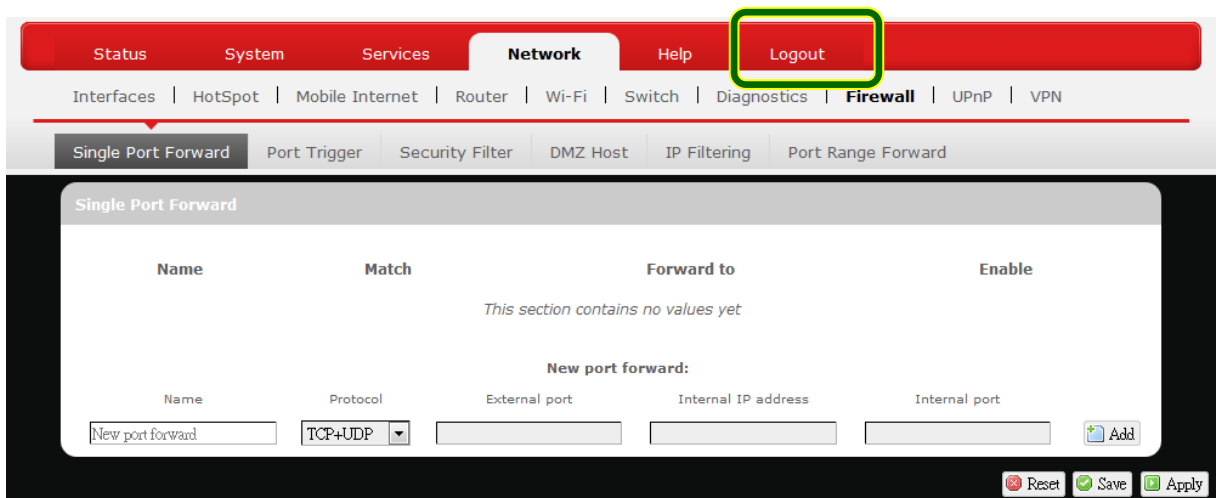 Status System Services Network Help Logout
Interfaces | HotSpot | Mobile Internet | Router | Wi-Fi | Switch | Diagnostics | Firewall | UPnP | VPN
Single Port Forward Port Trigger Security Filter DMZ Host IP Filtering Port Range Forward
Single Port Forward
Name Match Forward to Enable
This section contains no values yet
New port forward:
Name Protocol External port Internal IP address Internal port
New port forward TCP+UDP Add
Reset Save Apply